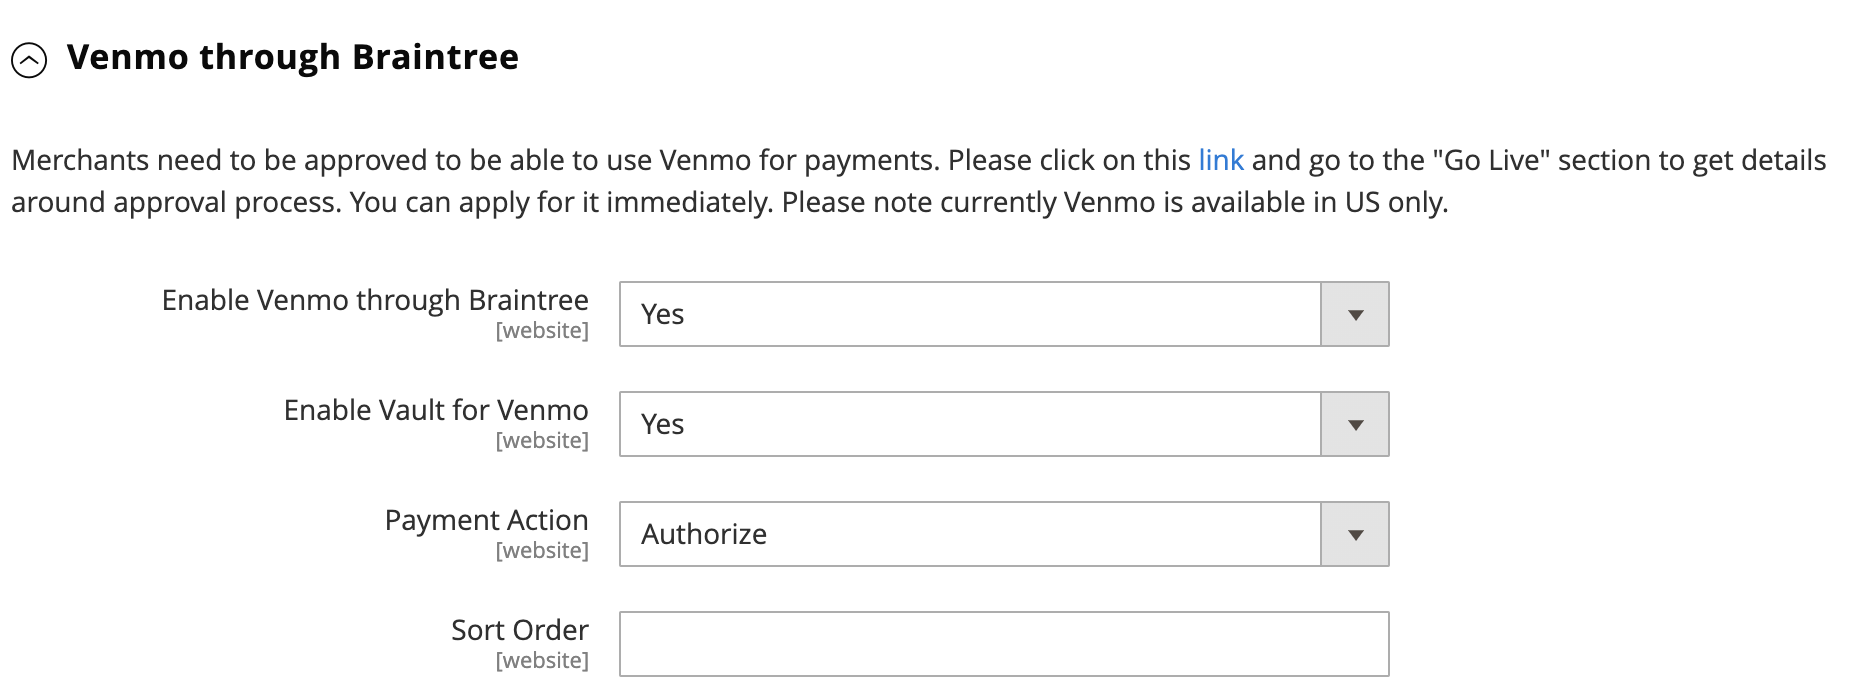 Venmo through Braintree
Merchants need to be approved to be able to use Venmo for payments. Please click on this link and go to the "Go Live" section to get details
around approval process. You can apply for it immediately. Please note currently Venmo is available in US only.
Enable Venmo through Braintree
[website]
Yes
Enable Vault for Venmo
[website]
Yes
Payment Action
[website]
Authorize
Sort Order
[website]